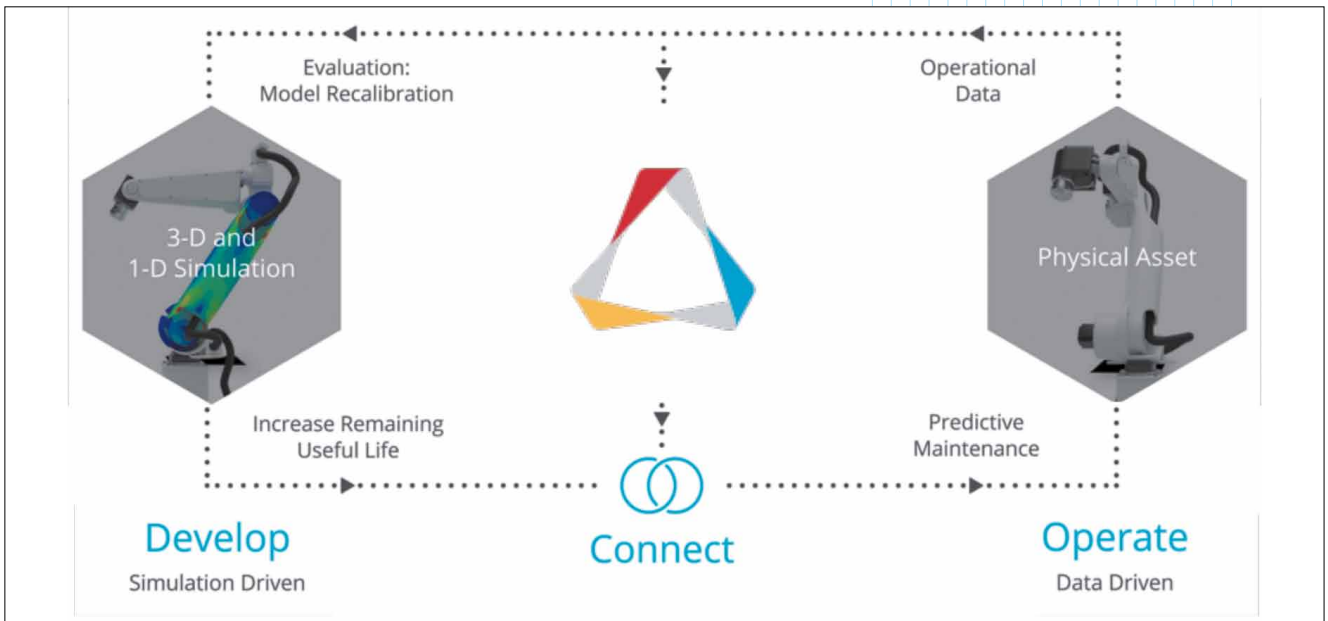 Evaluation:
Model Recalibration
Operational
Data
3-D and
1-D Simulation
Physical Asset
Increase Remaining
Useful Life
Predictive
Maintenance
Develop
Simulation Driven
Connect
Operate
Data Driven